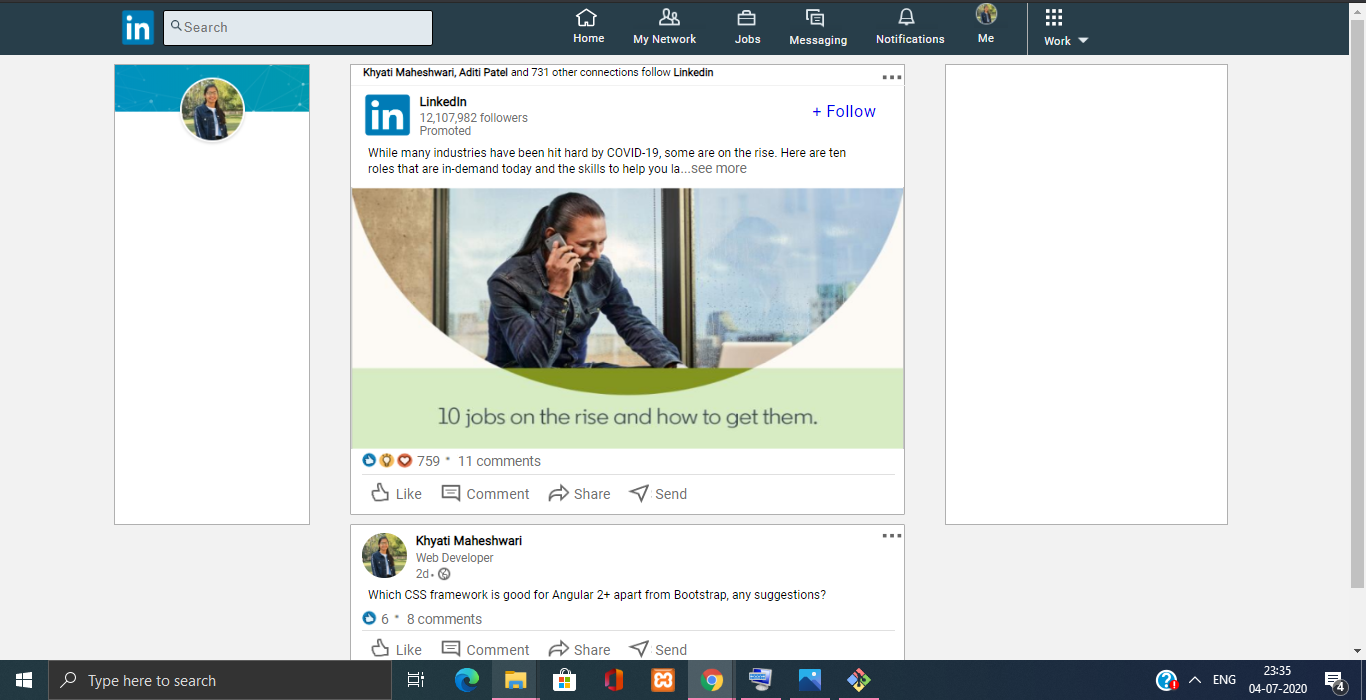 in
Search
Home
My Network
Jobs
Messaging
Notifications
Me
Work
Khyati Maheshwari, Aditi Patel and 731 other connections follow Linkedin
in
LinkedIn
12,107,982 followers
Promoted
+ Follow
While many industries have been hit hard by COVID-19, some are on the rise. Here are ten
roles that are in-demand today and the skills to help you la...see more
10 jobs on the rise and how to get them.
759 • 11 comments
Like Comment Share Send
Khyati Maheshwari
Web Developer
2d•
Which CSS framework is good for Angular 2+ apart from Bootstrap, any suggestions?
6 • 8 comments
Like Comment Share Send
Type here to search
ENG
23:35
04-07-2020
4